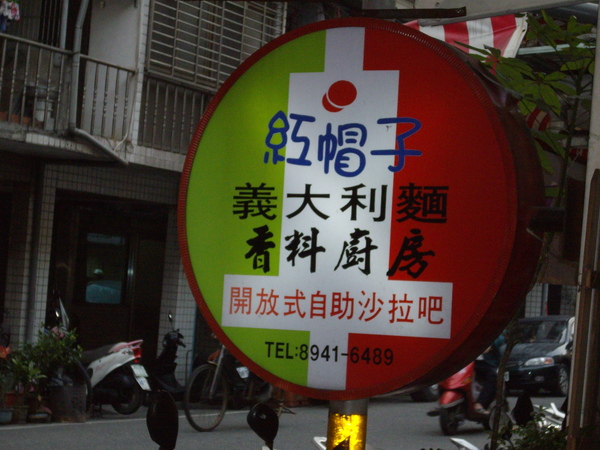 紅帽子
義大利麵
香料廚房
開放式自助沙拉吧
TEL:8941-6489